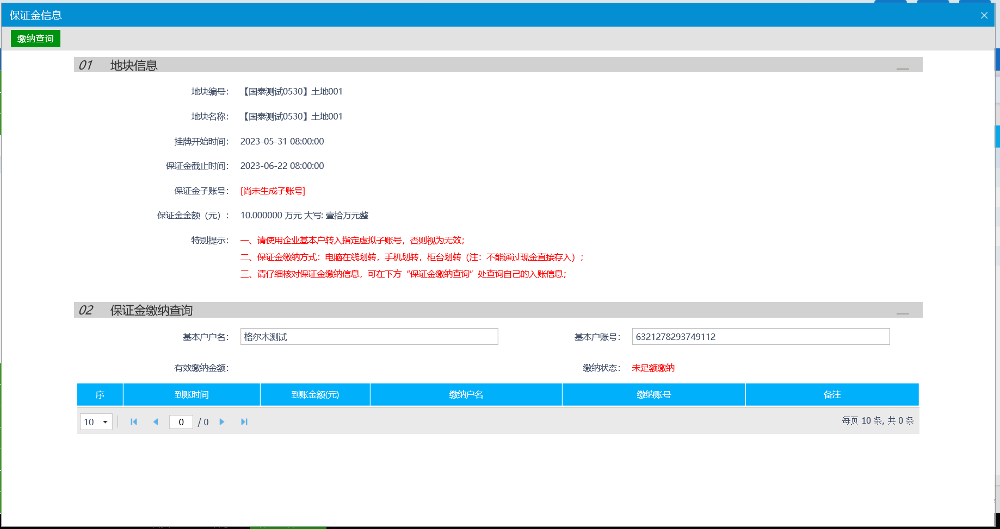 保证金信息
缴纳查询
01 地块信息
地块编号： 【国泰测试0530】土地001
地块名称： 【国泰测试0530】土地001
挂牌开始时间： 2023-05-31 08:00:00
保证金截止时间： 2023-06-22 08:00:00
保证金子账号： [尚未生成子账号]
保证金金额（元）： 10.000000 万元 大写: 壹拾万元整
特别提示： 一、请使用企业基本户转入指定虚拟子账号，否则视为无效；
二、保证金缴纳方式：电脑在线划转，手机划转，柜台划转（注：不能通过现金直接存入）；
三、请仔细核对保证金缴纳信息，可在下方“保证金缴纳查询”处查询自己的入账信息；
02 保证金缴纳查询
基本户户名： 格尔木测试 基本户账号： 6321278293749112
有效缴纳金额： 缴纳状态： 未足额缴纳
序 到账时间 到账金额(元) 缴纳户名 缴纳账号 备注
10 0 / 0 每页 10 条, 共 0 条